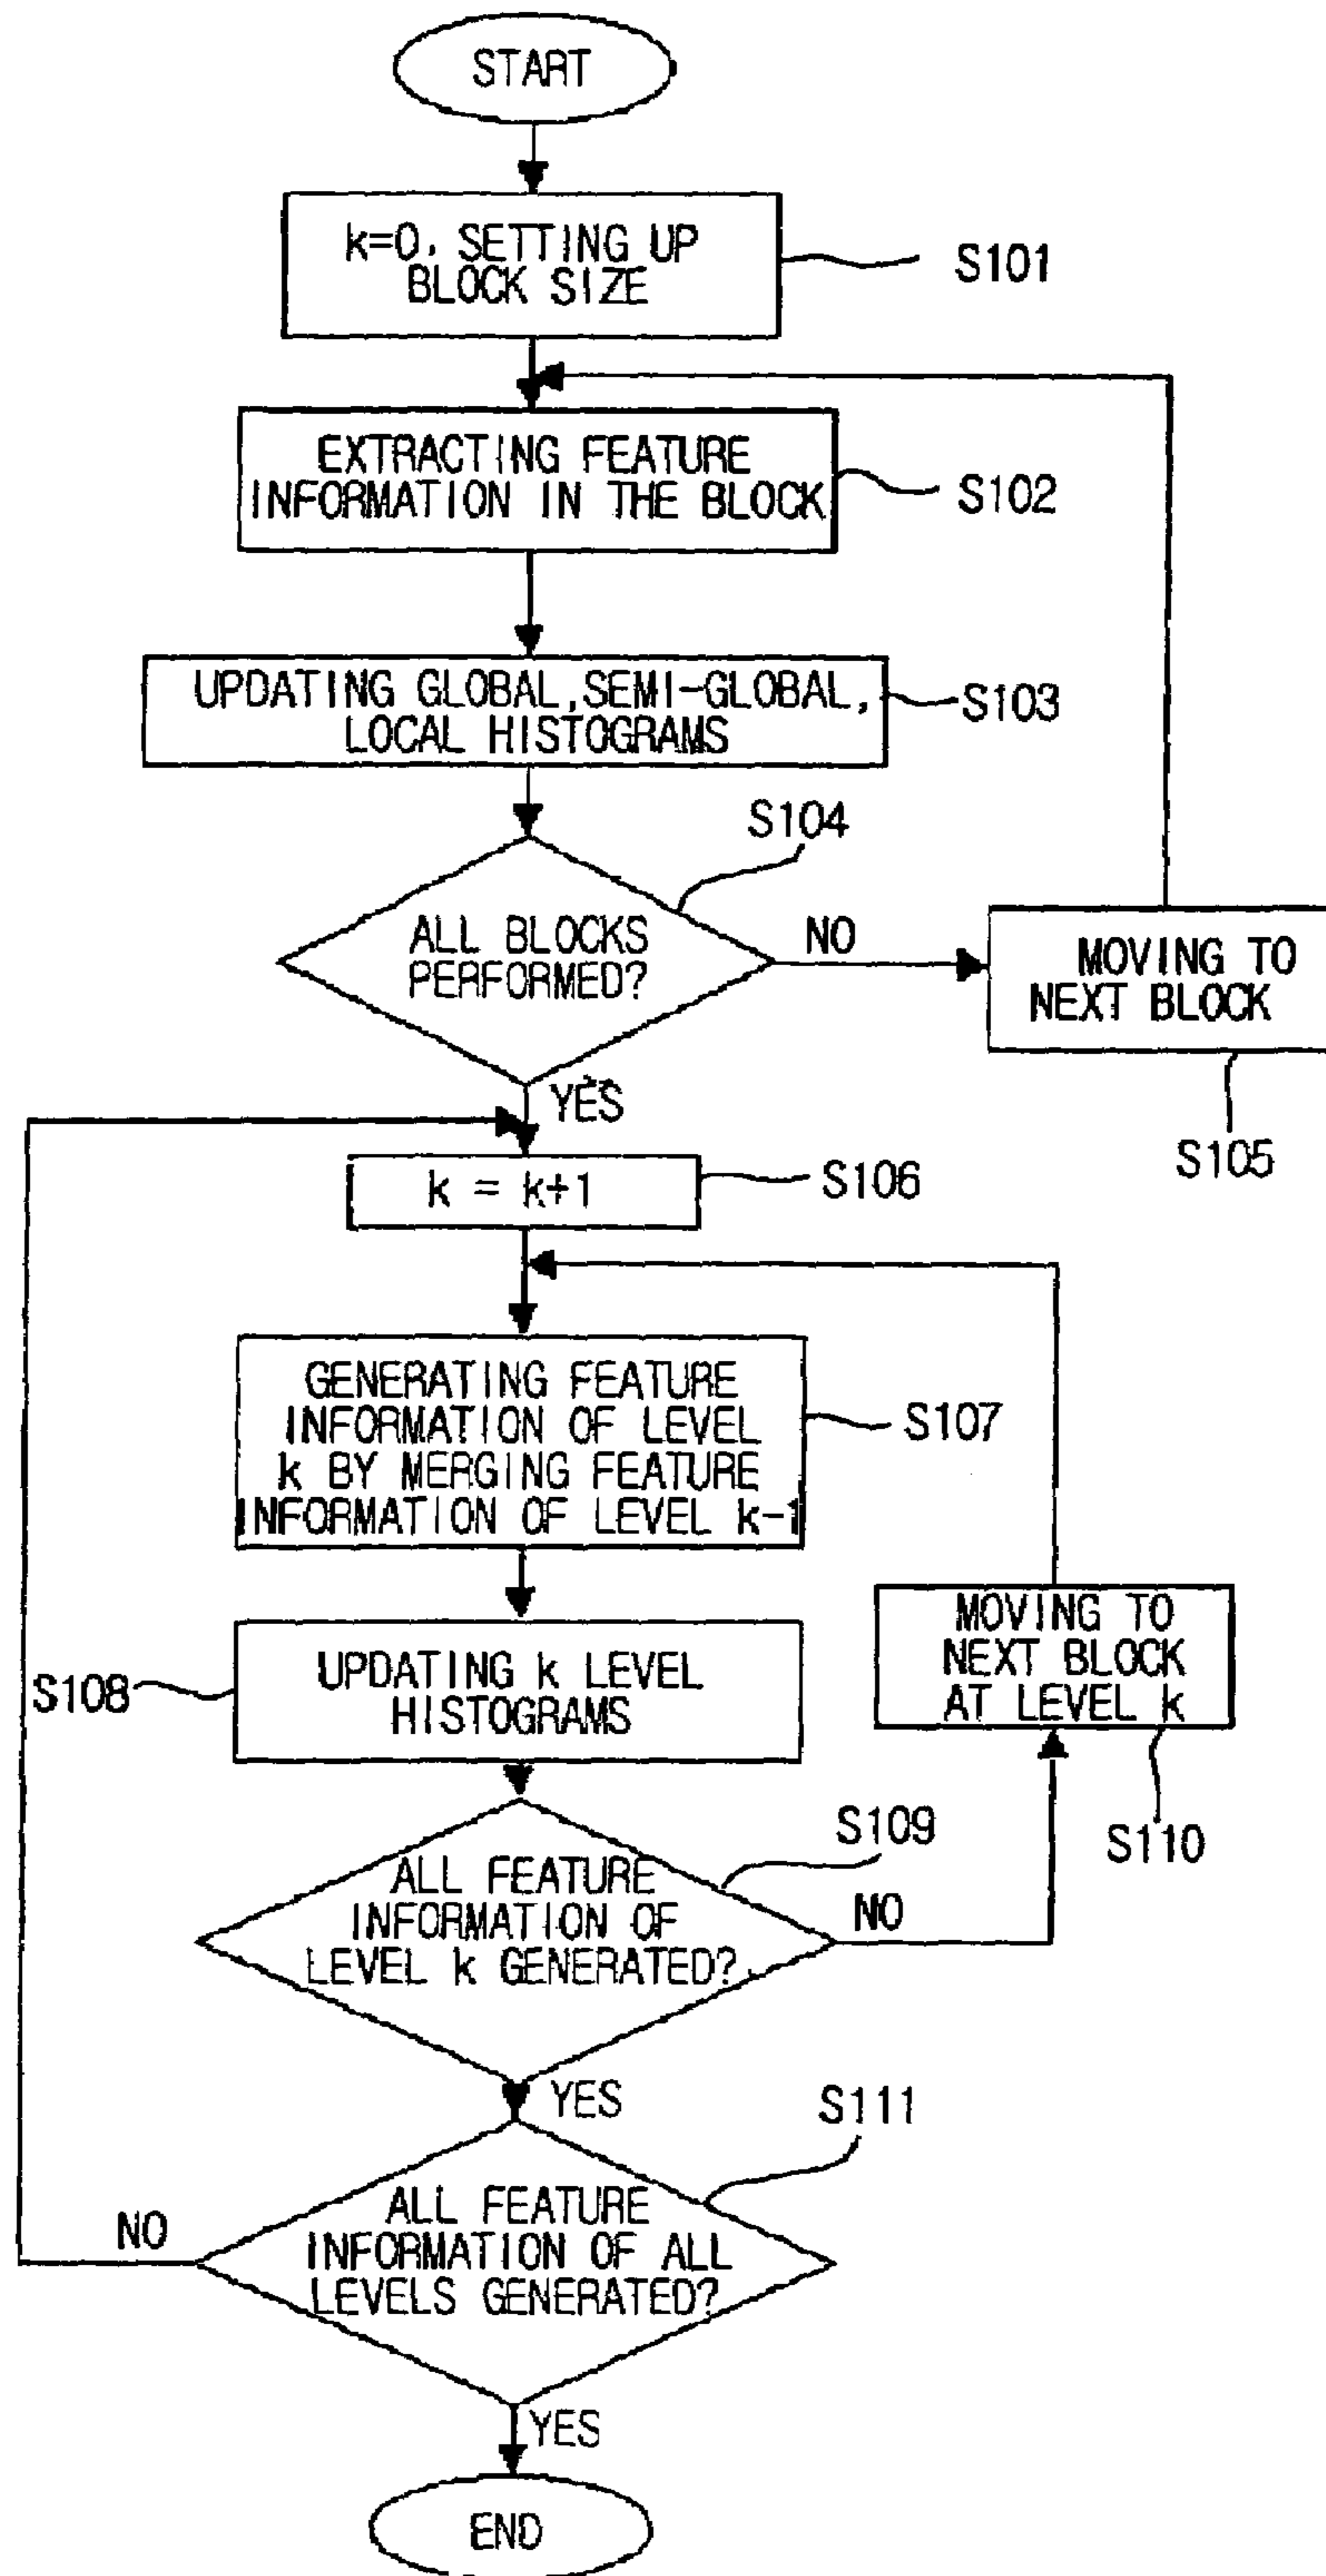 START
k=0, SETTING UP
BLOCK SIZE
S101
EXTRACTING FEATURE
INFORMATION IN THE BLOCK
S102
UPDATING GLOBAL,SEMI-GLOBAL,
LOCAL HISTOGRAMS
S103
S104
ALL BLOCKS
PERFORMED?
NO
MOVING TO
NEXT BLOCK
S105
YES
k = k+1
S106
GENERATING FEATURE
INFORMATION OF LEVEL
k BY MERGING FEATURE
INFORMATION OF LEVEL k-1
S107
UPDATING k LEVEL
HISTOGRAMS
S108
MOVING TO
NEXT BLOCK
AT LEVEL k
S110
S109
ALL FEATURE
INFORMATION OF
LEVEL k GENERATED?
NO
YES
S111
ALL FEATURE
INFORMATION OF ALL
LEVELS GENERATED?
NO
YES
END